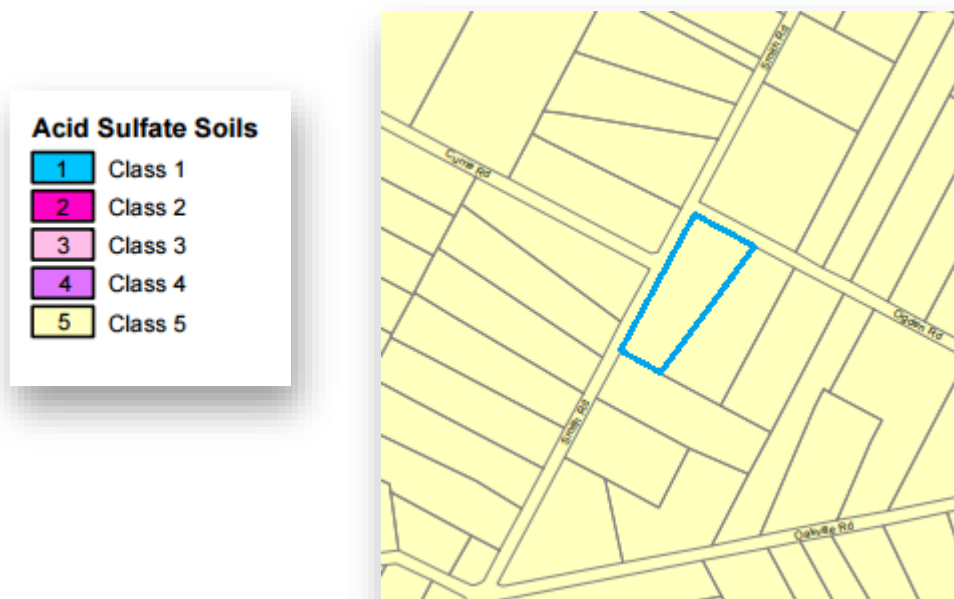 Acid Sulfate Soils
1 Class 1
2 Class 2
3 Class 3
4 Class 4
5 Class 5
Smith Rd
Currie Rd
Ogden Rd
Smith Rd
Oakville Rd